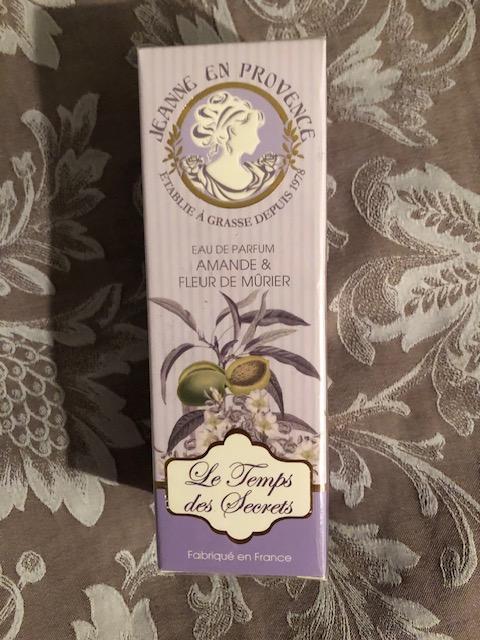 JEANNE EN PROVENCE
ÉTABLIE À GRASSE DEPUIS 1978
EAU DE PARFUM
AMANDE &
FLEUR DE MÛRIER
Le Temps
des Secrets
Fabriqué en France